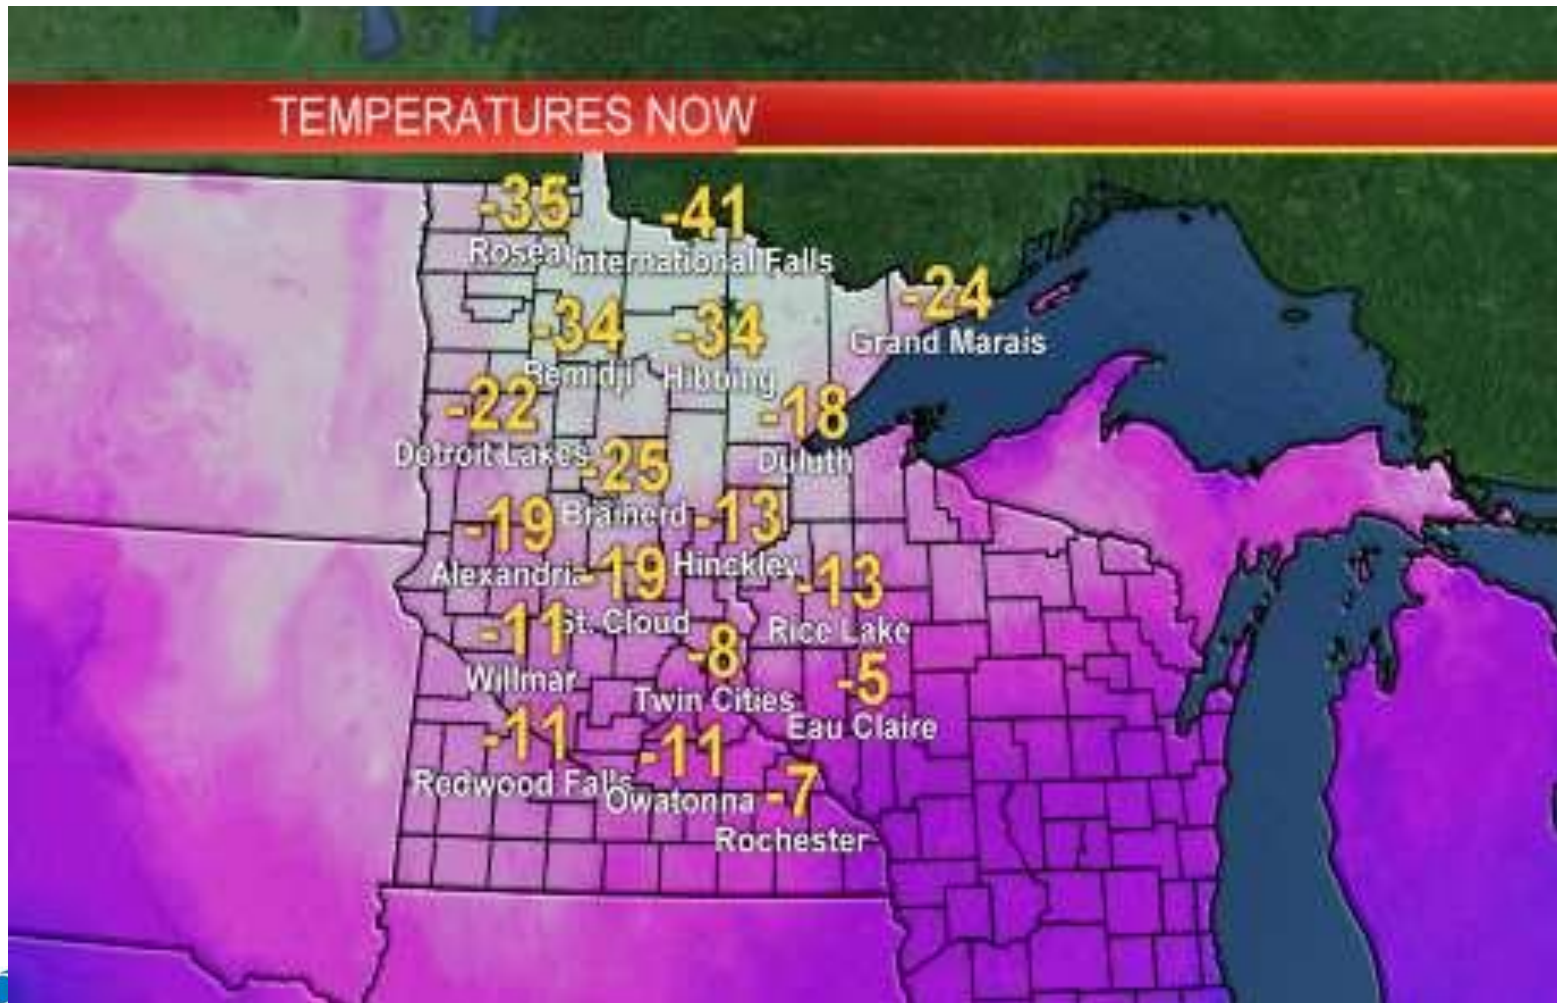 TEMPERATURES NOW
-35
Roseau
-41
International Falls
-24
Grand Marais
-34
Bemidji
-34
Hibbing
-22
Detroit Lakes
-18
Duluth
-25
Brainerd
-19
Alexandria
-13
Hinckley
-19
St. Cloud
-13
Rice Lake
-11
Willmar
-8
Twin Cities
-5
Eau Claire
-11
Redwood Falls
-11
Owatonna
-7
Rochester